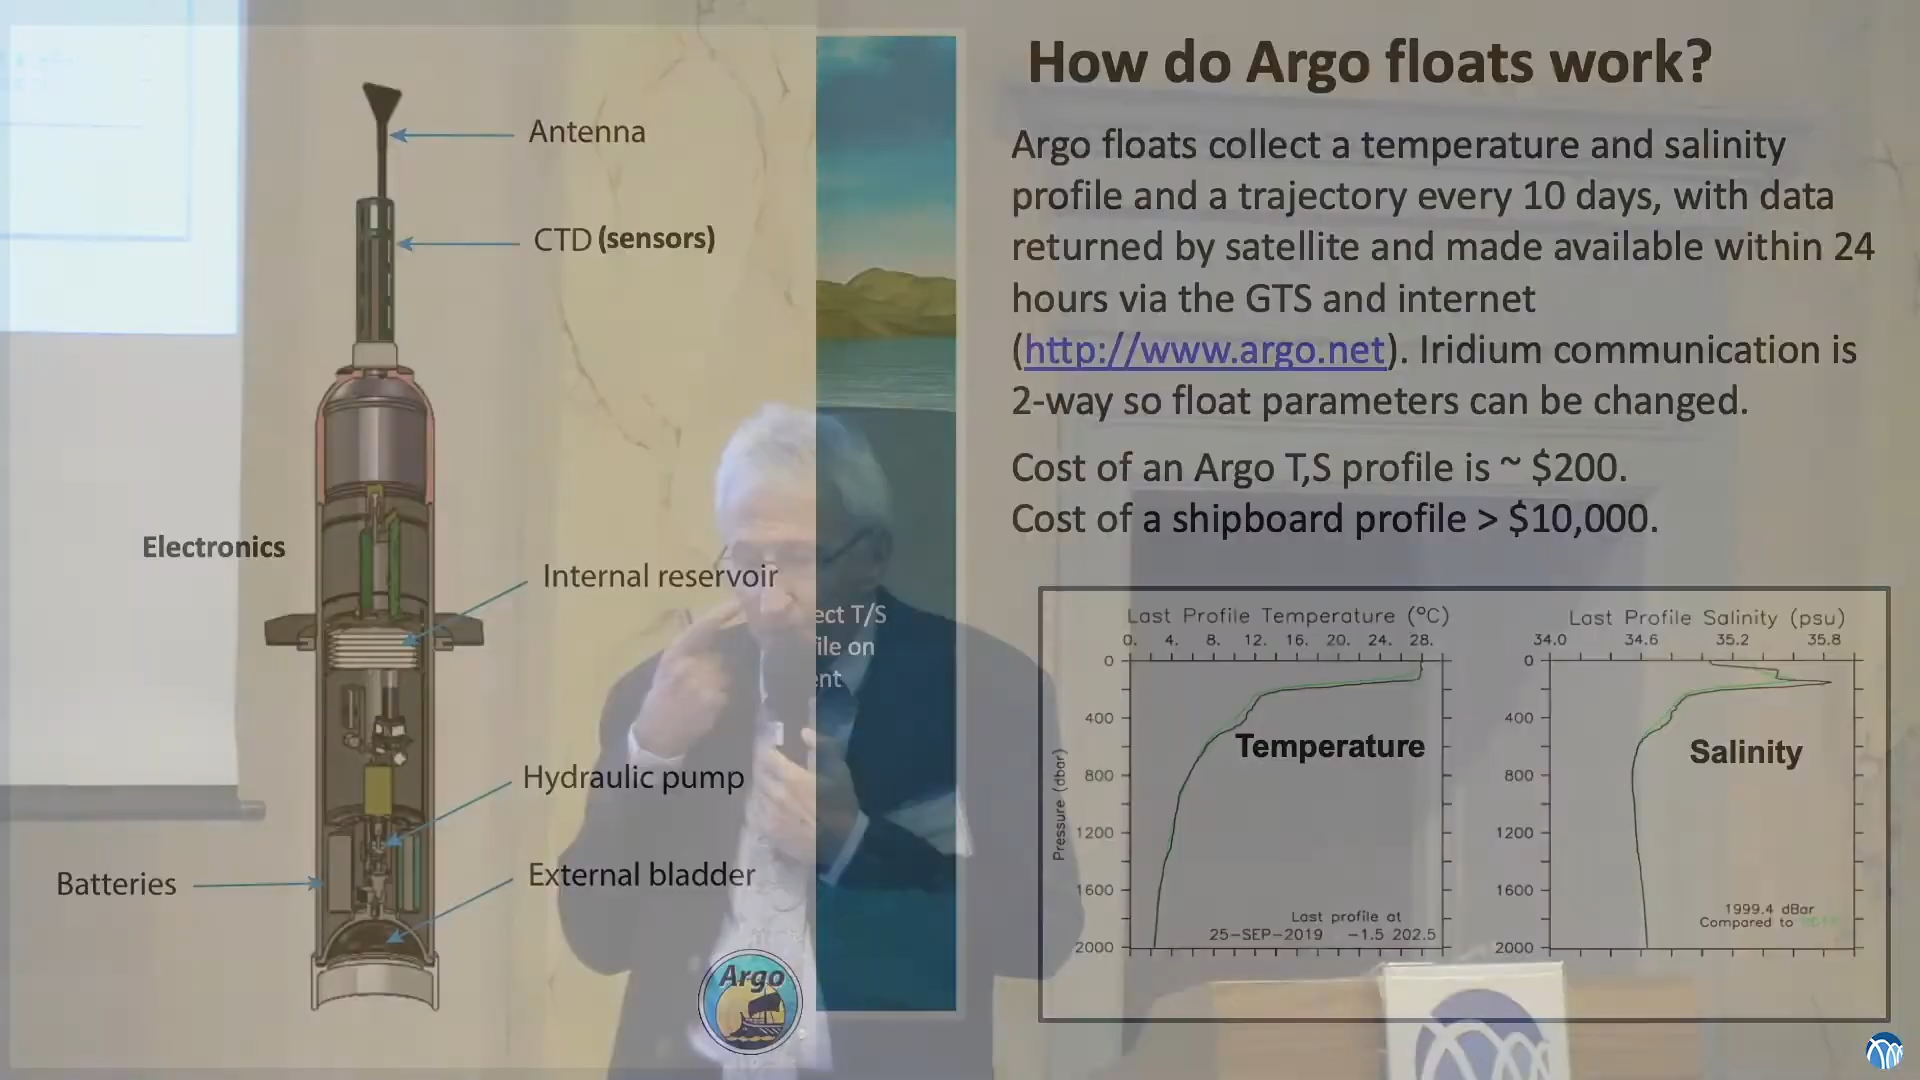 How do Argo floats work?
Argo floats collect a temperature and salinity
profile and a trajectory every 10 days, with data
returned by satellite and made available within 24
hours via the GTS and internet
(http://www.argo.net). Iridium communication is
2-way so float parameters can be changed.
Cost of an Argo T,S profile is ~ $200.
Cost of a shipboard profile > $10,000.
Antenna
CTD (sensors)
Electronics
Internal reservoir
Hydraulic pump
Batteries
External bladder
ect T/S
ile on
ent
Argo
Last Profile Temperature (°C)
0. 4. 8. 12. 16. 20. 24. 28.
0
400
800
1200
1600
2000
Pressure (dbar)
Temperature
Last profile at
25-SEP-2019 -1.5 202.5
Last Profile Salinity (psu)
34.0 34.6 35.2 35.8
0
400
800
1200
1600
2000
Salinity
1999.4 dBar
Compared to